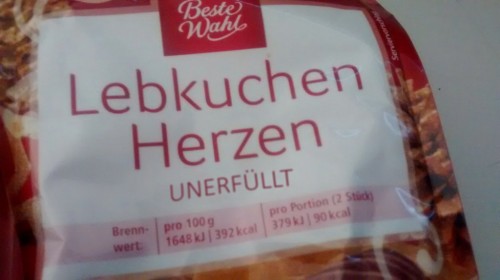 Beste
Wahl
Lebkuchen
Herzen
UNERFÜLLT
Brenn-
wert:
pro 100 g
1648 kJ | 392 kcal
pro Portion (2 Stück)
379 kJ | 90 kcal